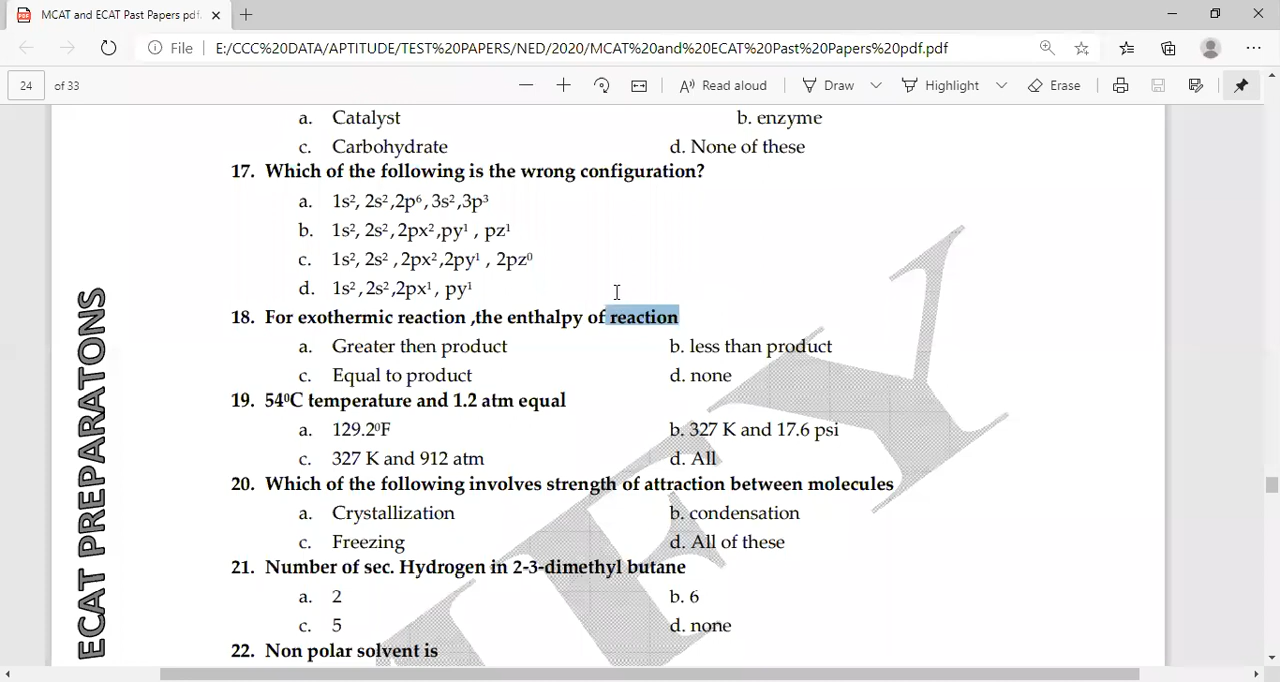 MCAT and ECAT Past Papers pdf.
File E:/CCC%20DATA/APTITUDE/TEST%20PAPERS/NED/2020/MCAT%20and%20ECAT%20Past%20Papers%20pdf.pdf
24 of 33 Read aloud Draw Highlight Erase
a. Catalyst b. enzyme
c. Carbohydrate d. None of these
17. Which of the following is the wrong configuration?
a. 1s², 2s²,2p⁶,3s²,3p³
b. 1s², 2s²,2px²,py¹ , pz¹
c. 1s², 2s² ,2px²,2py¹ , 2pz⁰
d. 1s²,2s²,2px¹, py¹
18. For exothermic reaction ,the enthalpy of reaction
a. Greater then product b. less than product
c. Equal to product d. none
19. 54⁰C temperature and 1.2 atm equal
a. 129.2⁰F b. 327 K and 17.6 psi
c. 327 K and 912 atm d. All
20. Which of the following involves strength of attraction between molecules
a. Crystallization b. condensation
c. Freezing d. All of these
21. Number of sec. Hydrogen in 2-3-dimethyl butane
a. 2 b. 6
c. 5 d. none
22. Non polar solvent is
ECAT PREPARATONS